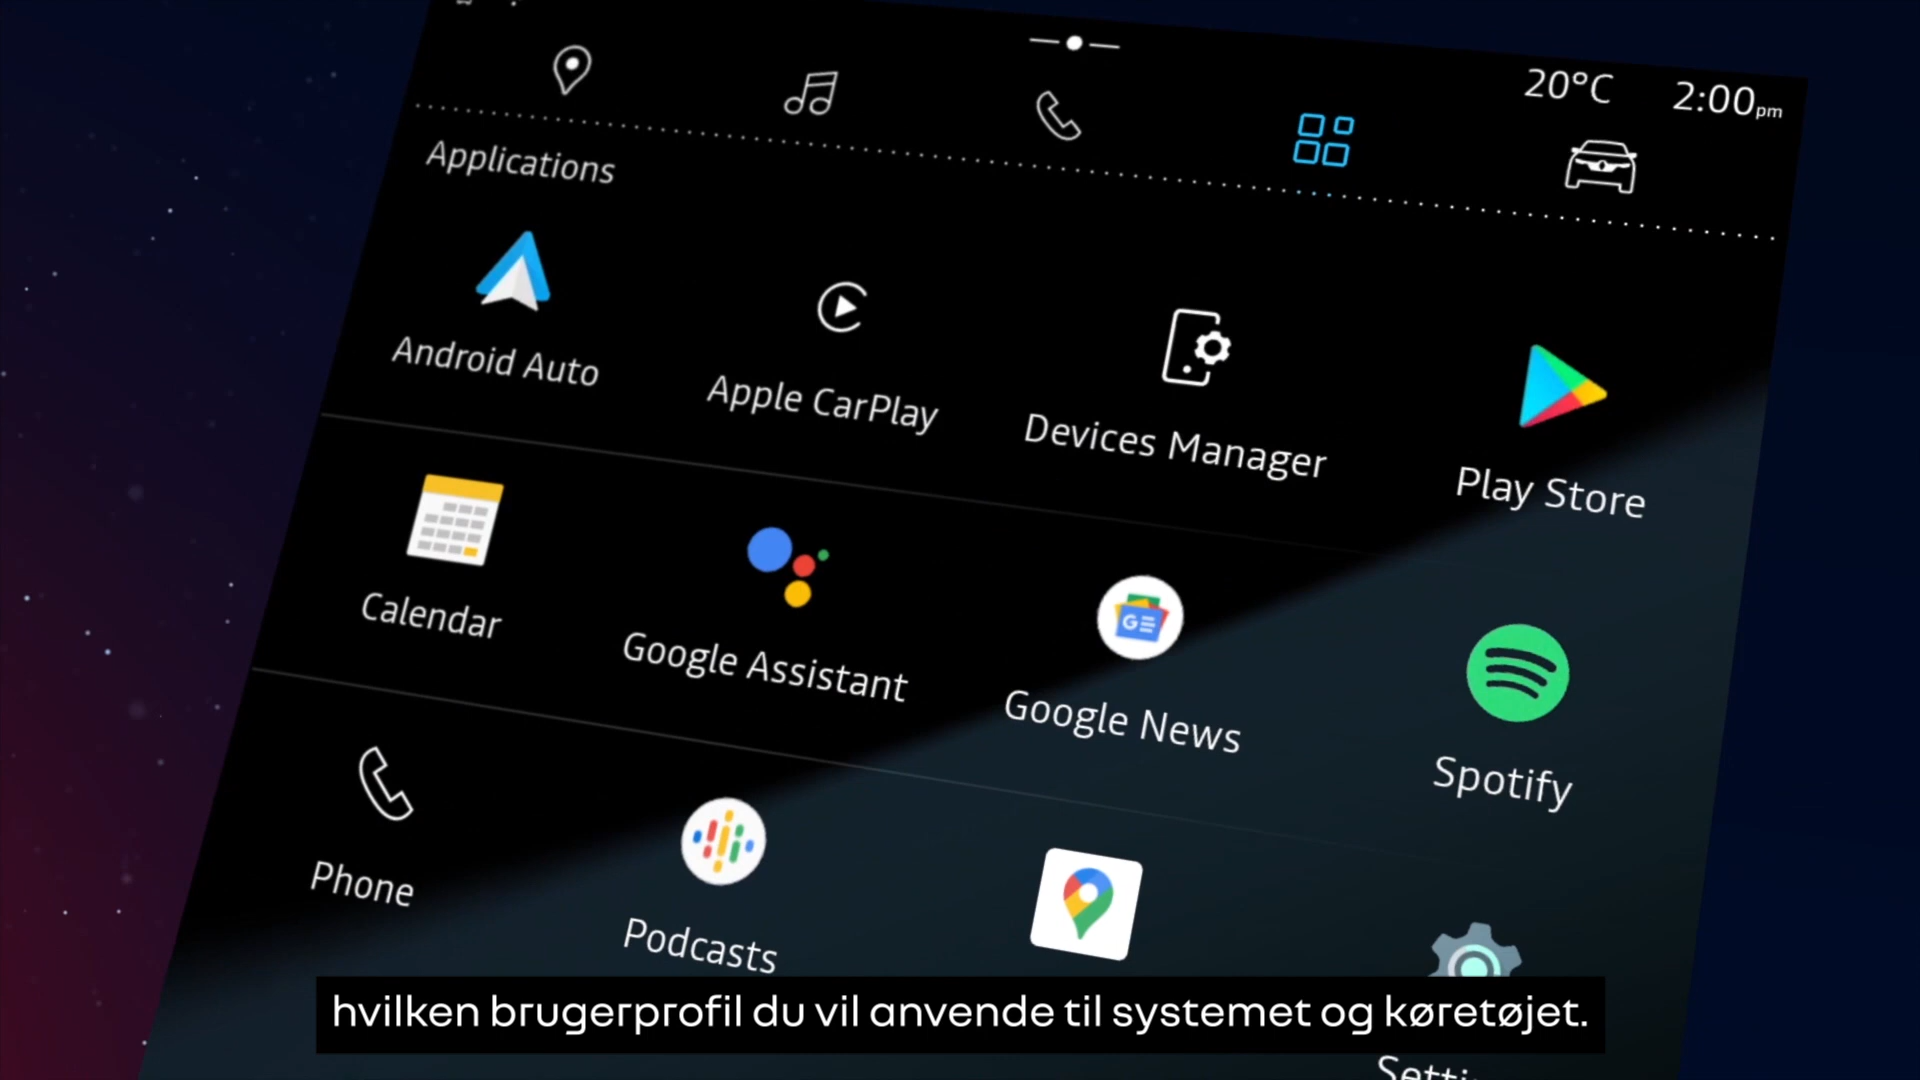 20°C 2:00pm
Applications
Android Auto
Apple CarPlay
Devices Manager
Play Store
Calendar
Google Assistant
Google News
Spotify
Phone
Podcasts
hvilken brugerprofil du vil anvende til systemet og køretøjet.